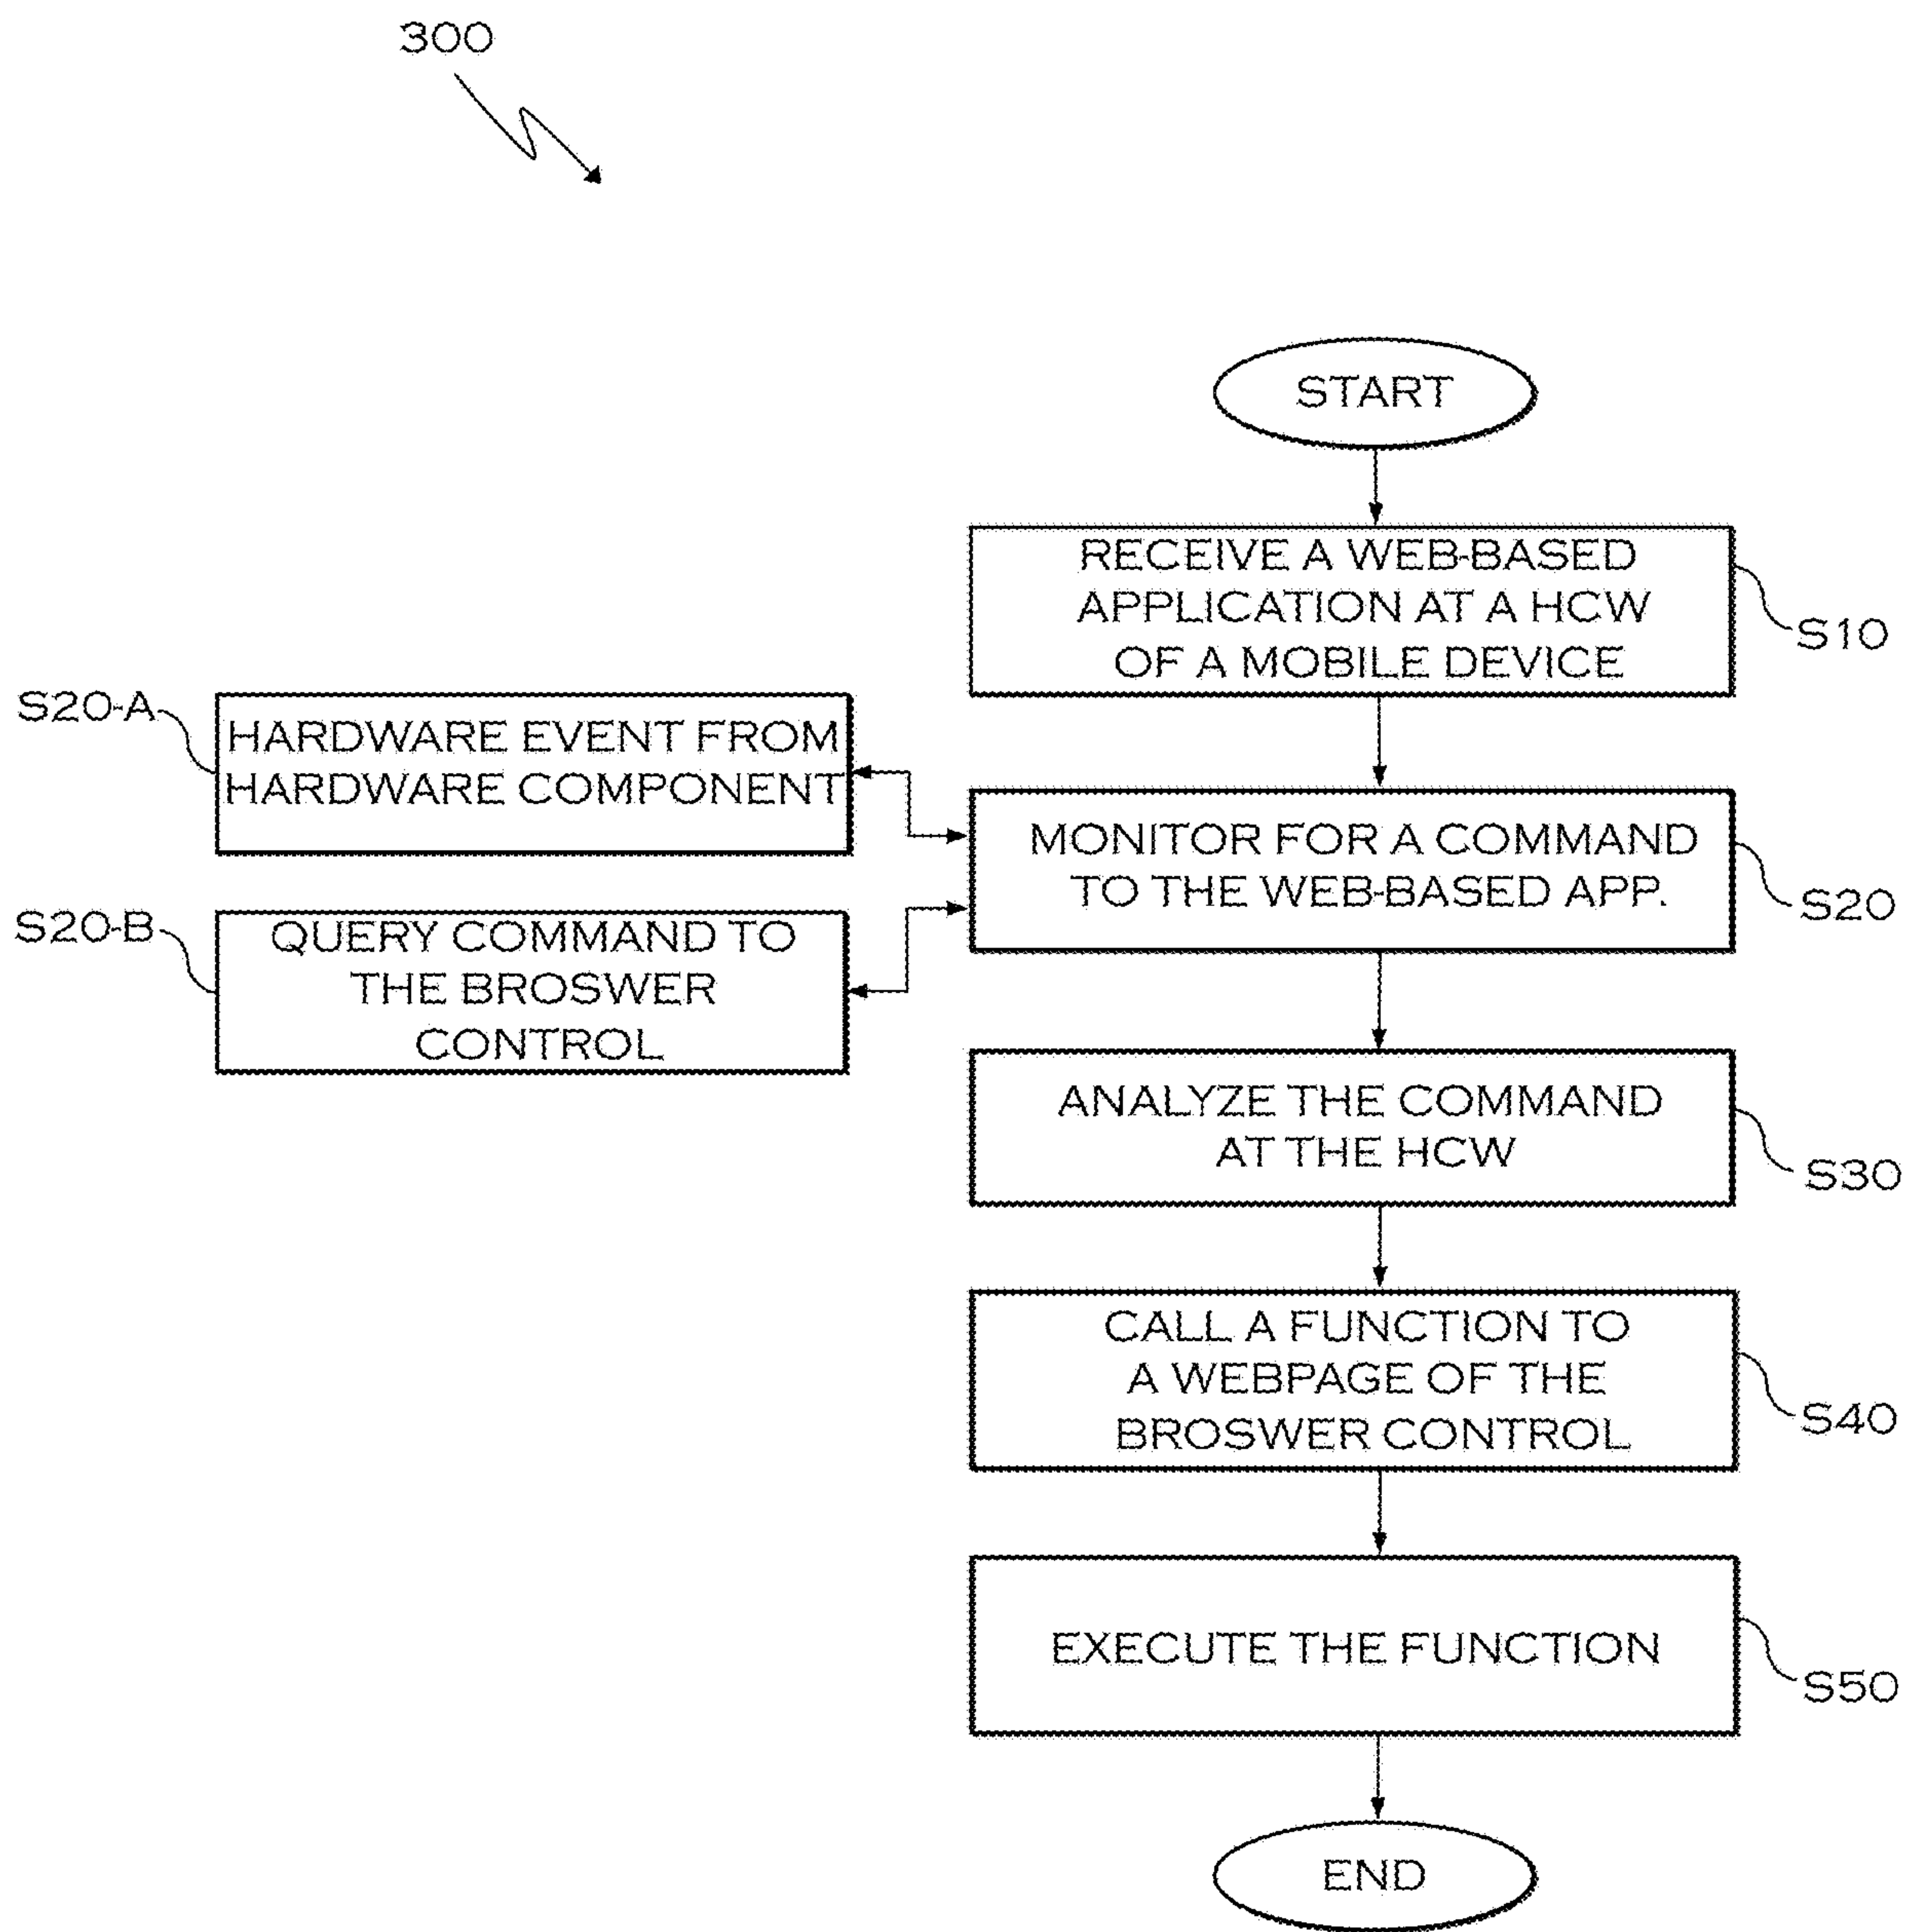 300
START
RECEIVE A WEB-BASED
APPLICATION AT A HCW
OF A MOBILE DEVICE
S10
S20-A
HARDWARE EVENT FROM
HARDWARE COMPONENT
MONITOR FOR A COMMAND
TO THE WEB-BASED APP.
S20
S20-B
QUERY COMMAND TO
THE BROSWER
CONTROL
ANALYZE THE COMMAND
AT THE HCW
S30
CALL A FUNCTION TO
A WEBPAGE OF THE
BROSWER CONTROL
S40
EXECUTE THE FUNCTION
S50
END